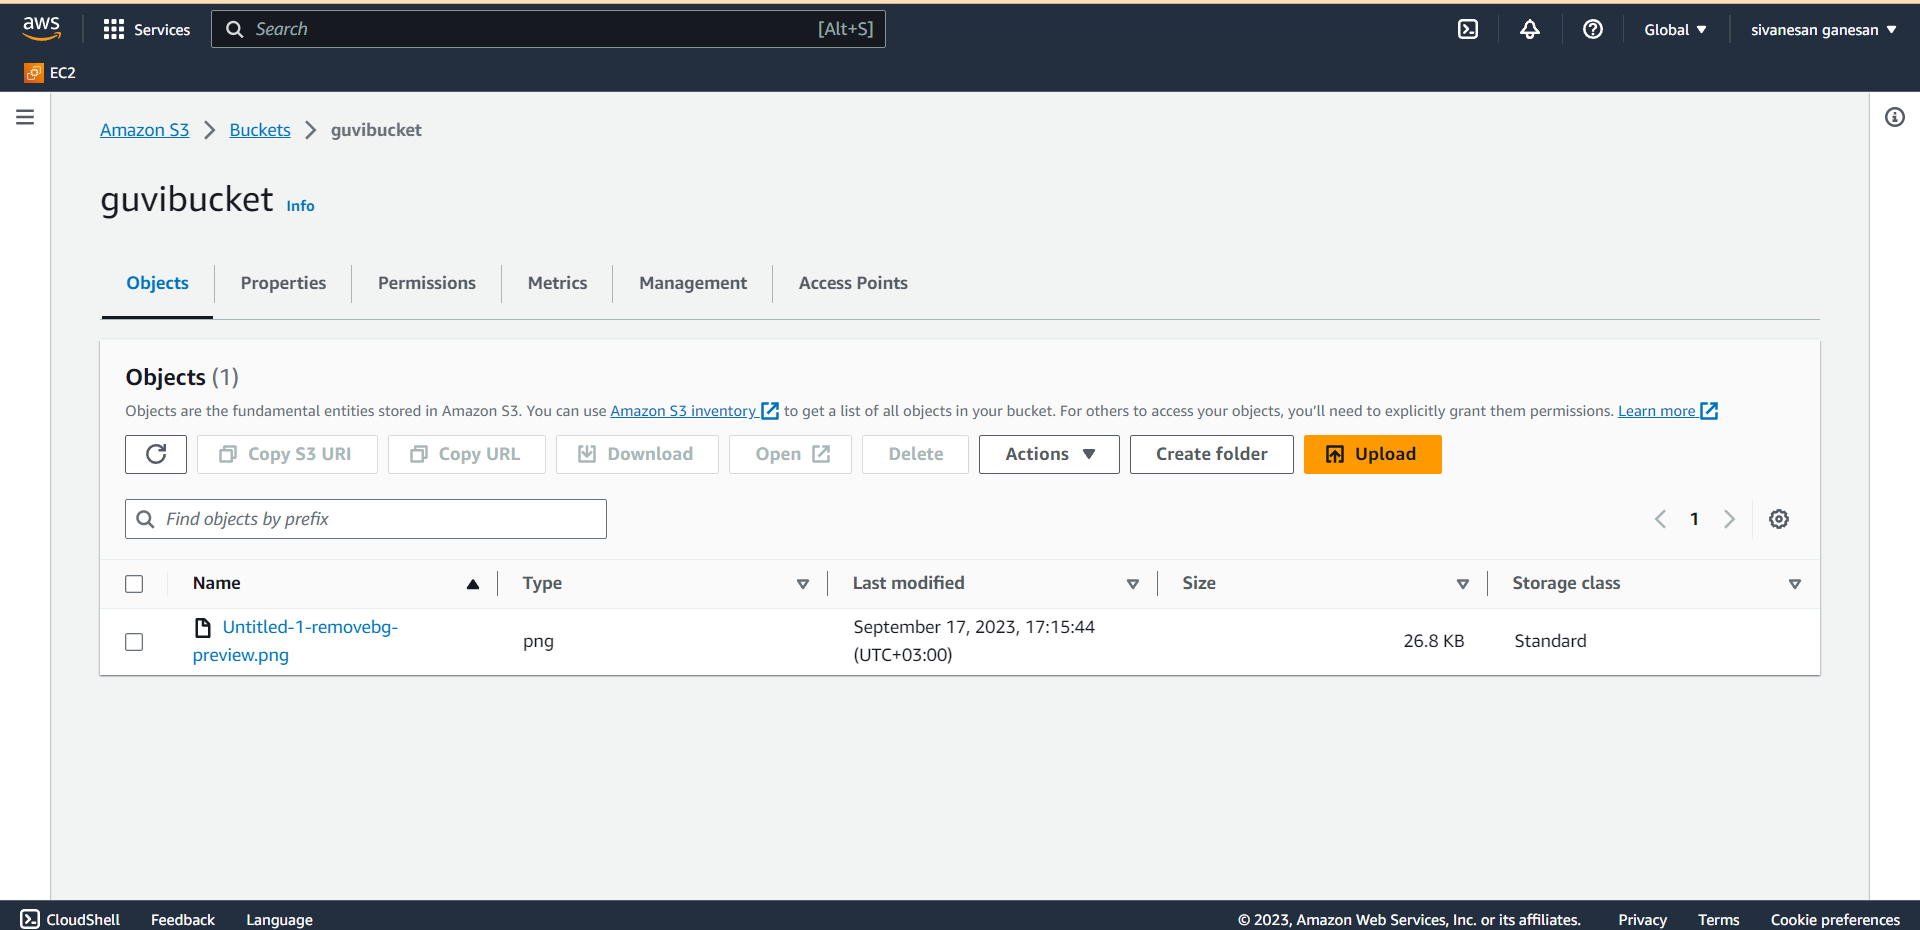 aws
Services
Search
[Alt+S]
Global
sivanesan ganesan
EC2
Amazon S3
Buckets
guvibucket
guvibucket Info
Objects
Properties
Permissions
Metrics
Management
Access Points
Objects (1)
Objects are the fundamental entities stored in Amazon S3. You can use Amazon S3 inventory to get a list of all objects in your bucket. For others to access your objects, you’ll need to explicitly grant them permissions. Learn more
Copy S3 URI
Copy URL
Download
Open
Delete
Actions
Create folder
Upload
Find objects by prefix
1
Name
Type
Last modified
Size
Storage class
Untitled-1-removebg-
preview.png
png
September 17, 2023, 17:15:44
(UTC+03:00)
26.8 KB
Standard
CloudShell
Feedback
Language
© 2023, Amazon Web Services, Inc. or its affiliates.
Privacy
Terms
Cookie preferences